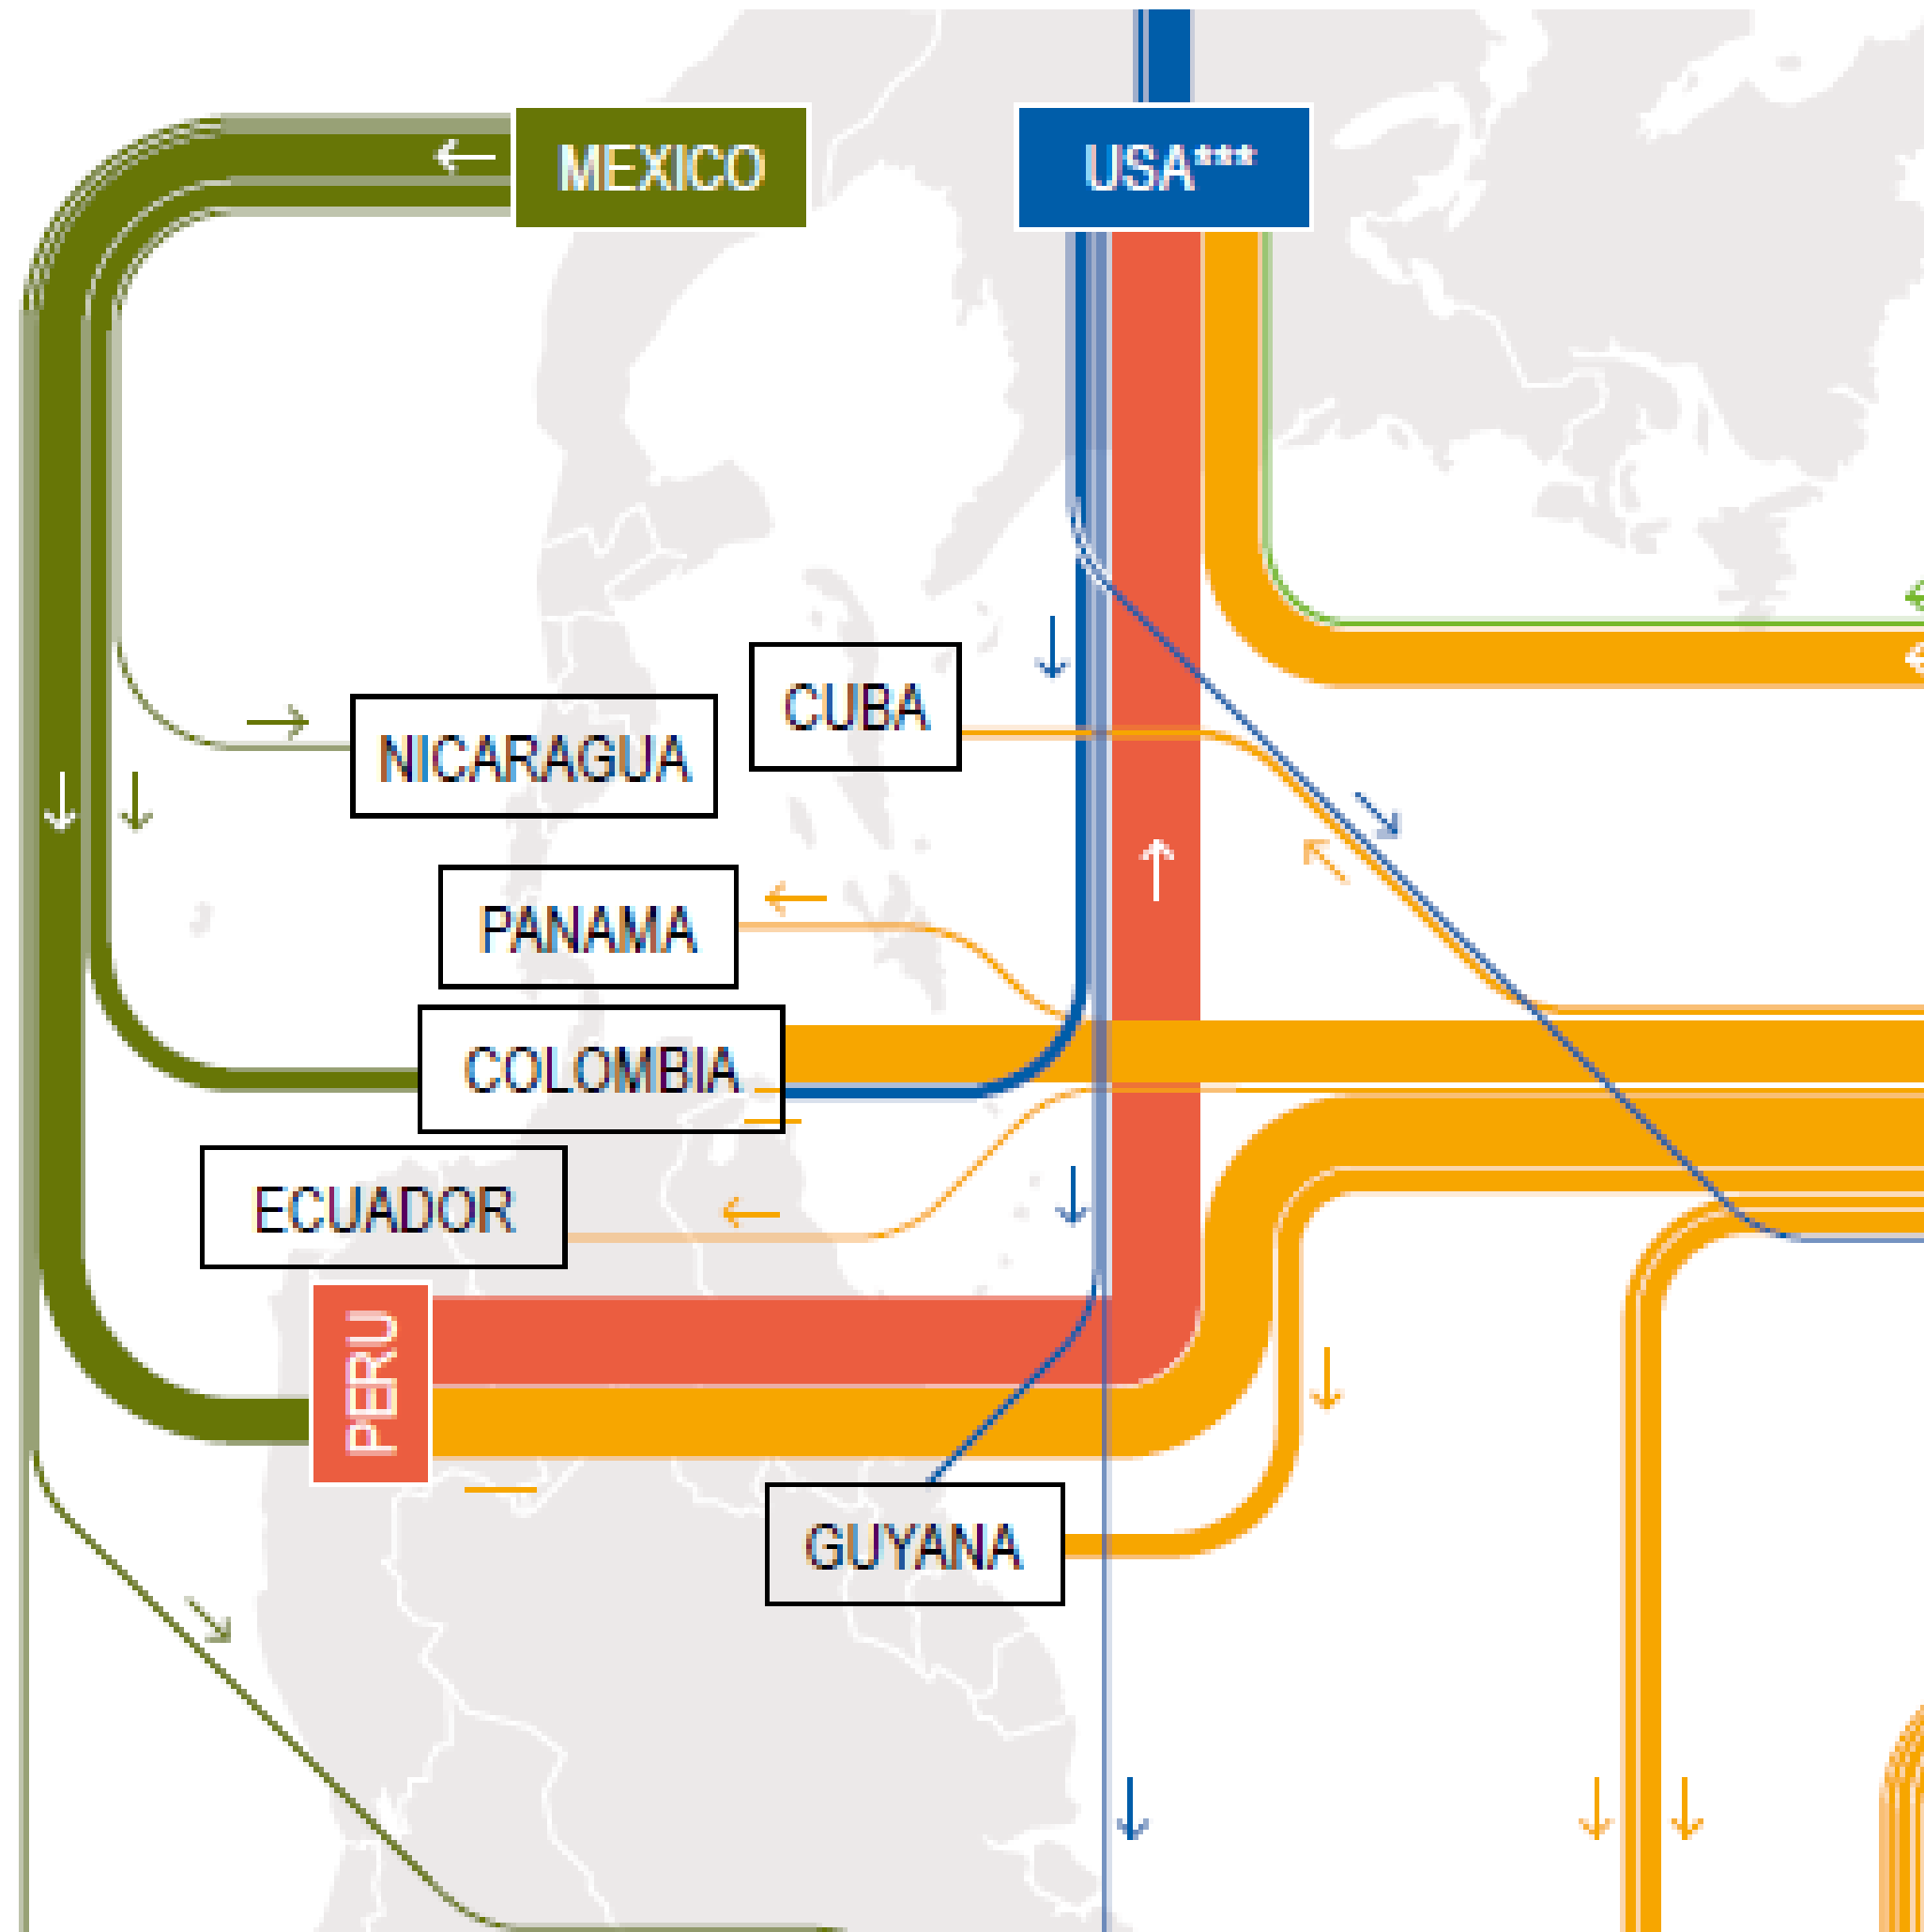 MEXICO
USA***
CUBA
NICARAGUA
PANAMA
COLOMBIA
ECUADOR
PERU
GUYANA